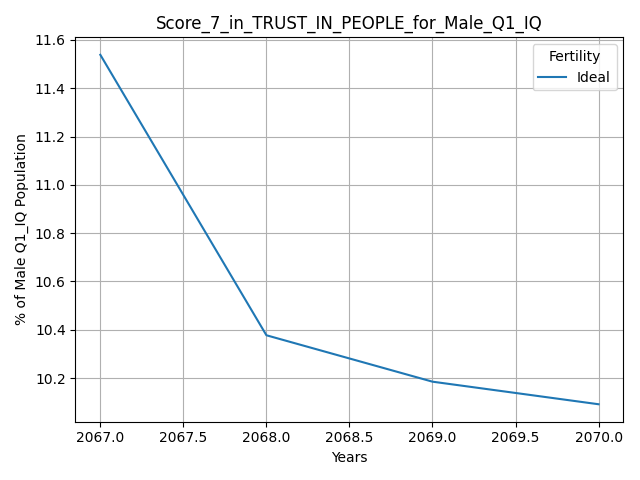 Score_7_in_TRUST_IN_PEOPLE_for_Male_Q1_IQ
Fertility
Ideal
% of Male Q1_IQ Population
11.6
11.4
11.2
11.0
10.8
10.6
10.4
10.2
2067.0 2067.5 2068.0 2068.5 2069.0 2069.5 2070.0
Years